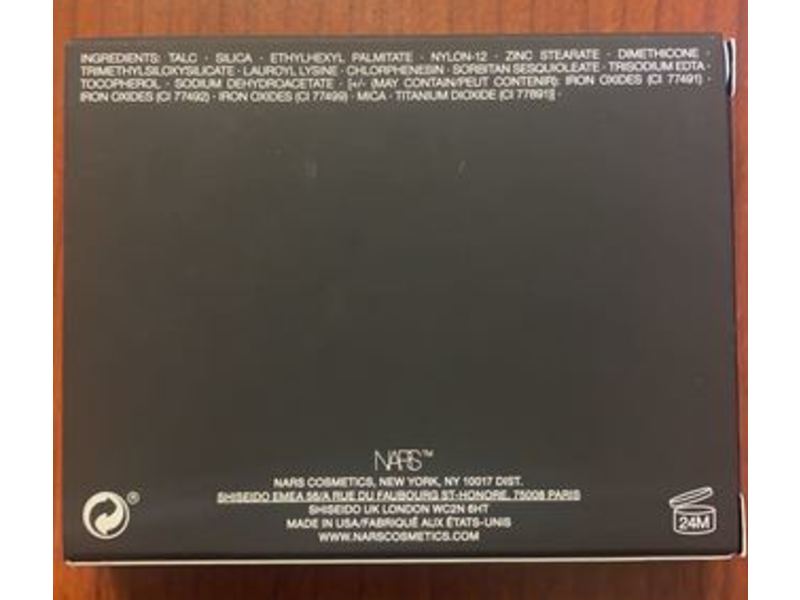 INGREDIENTS: TALC · SILICA · ETHYLHEXYL PALMITATE · NYLON-12 · ZINC STEARATE · DIMETHICONE ·
TRIMETHYLSILOXYSILICATE · LAUROYL LYSINE · CHLORPHENESIN · SORBITAN SESQUIOLEATE · TRISODIUM EDTA ·
TOCOPHEROL · SODIUM DEHYDROACETATE · [+/- (MAY CONTAIN/PEUT CONTENIR): IRON OXIDES (CI 77491) ·
IRON OXIDES (CI 77492) · IRON OXIDES (CI 77499) · MICA · TITANIUM DIOXIDE (CI 77891)] ·
NARS™
NARS COSMETICS, NEW YORK, NY 10017 DIST.
SHISEIDO EMEA 56/A RUE DU FAUBOURG ST-HONORE, 75008 PARIS
SHISEIDO UK LONDON WC2N 6HT
MADE IN USA/FABRIQUÉ AUX ÉTATS-UNIS
WWW.NARSCOSMETICS.COM
®
24M